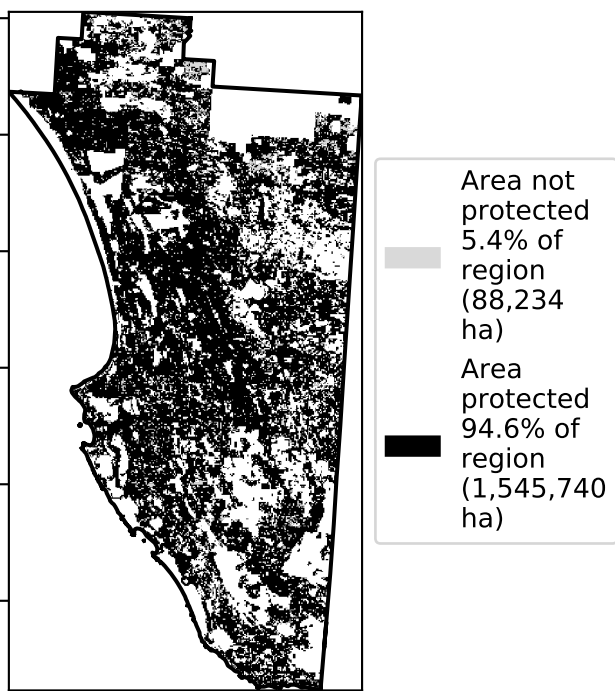 Area not
protected
5.4% of
region
(88,234
ha)
Area
protected
94.6% of
region
(1,545,740
ha)